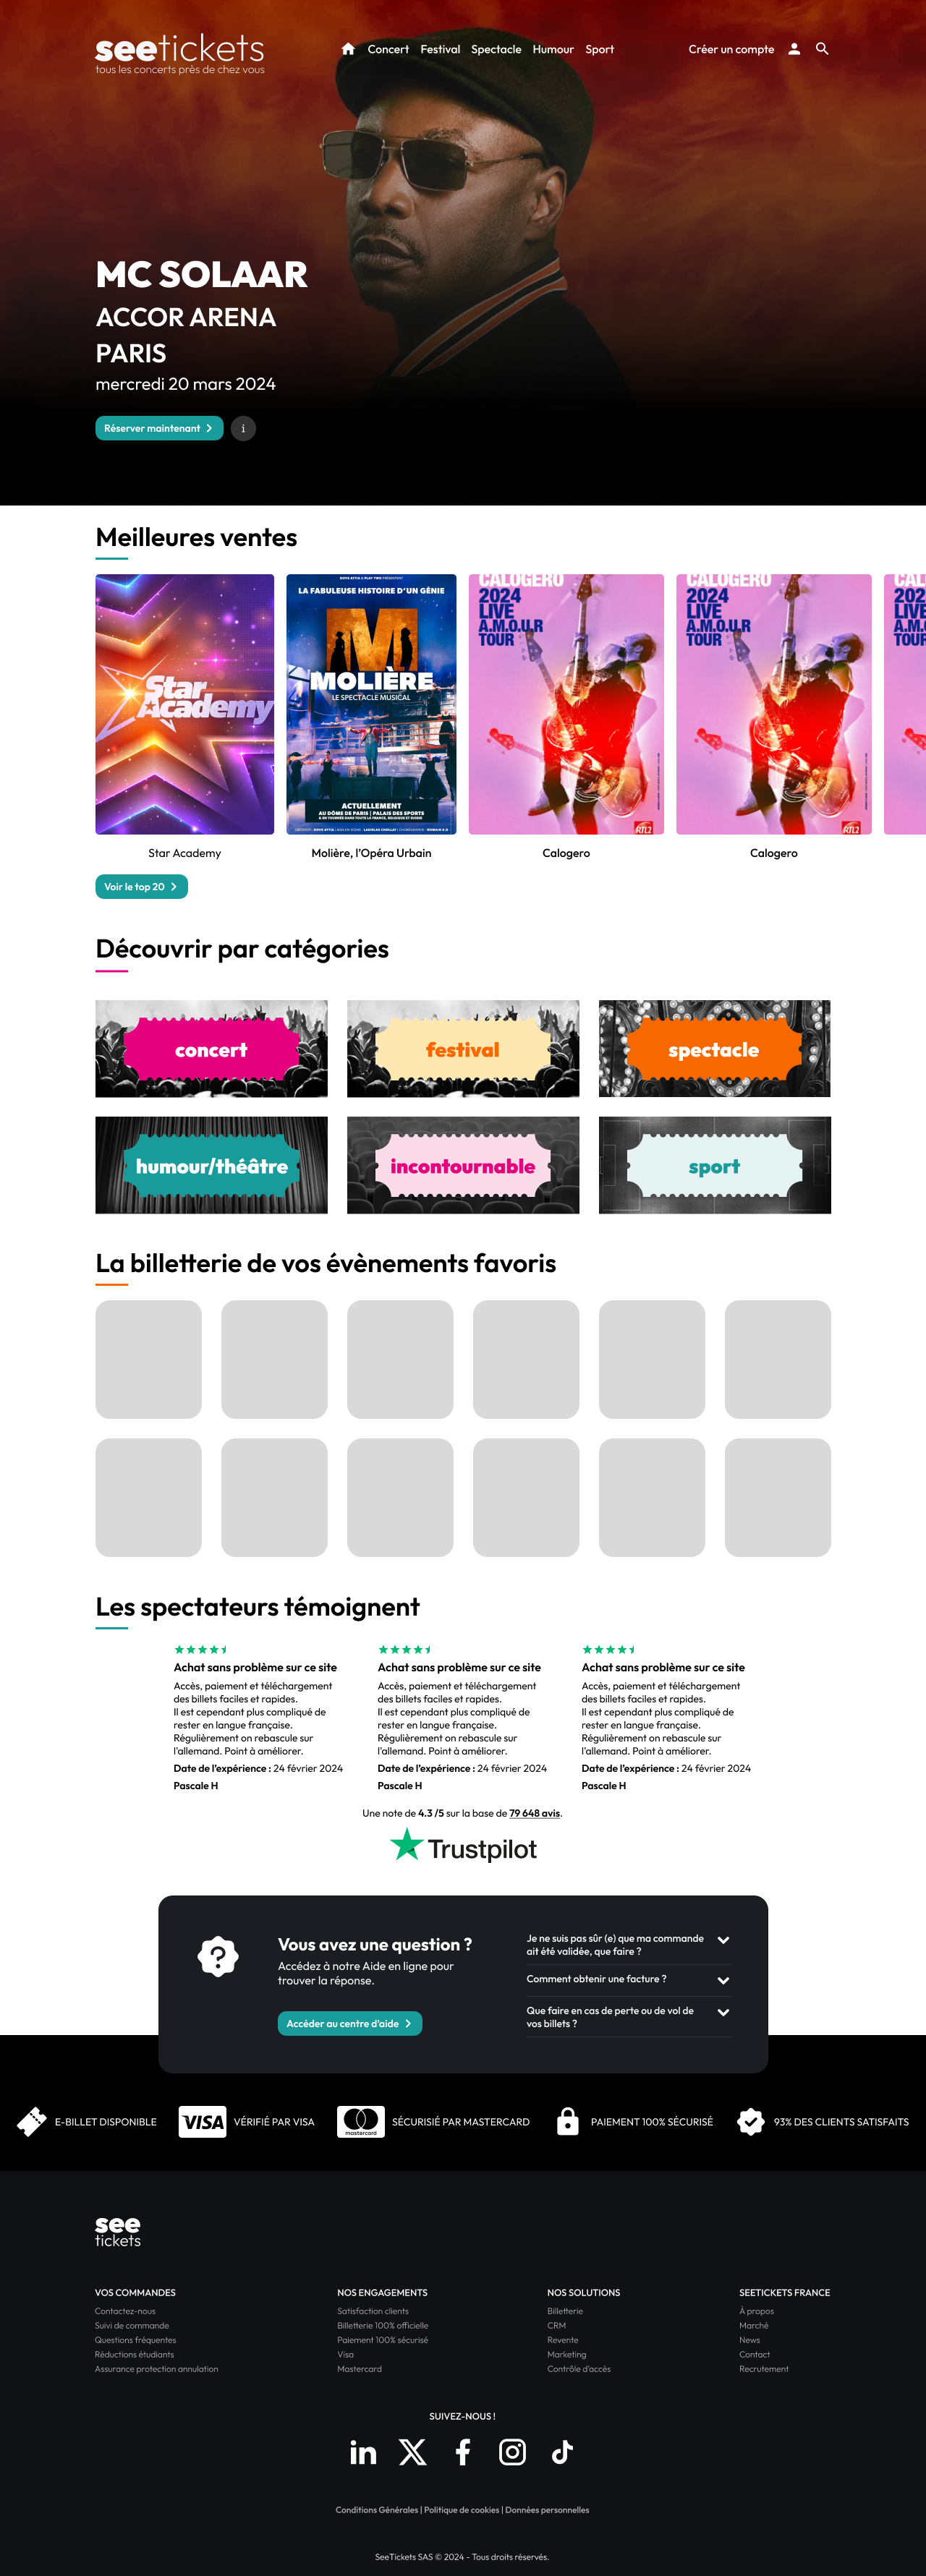 seetickets
tous les concerts près de chez vous
Concert Festival Spectacle Humour Sport
Créer un compte
MC SOLAAR
ACCOR ARENA
PARIS
mercredi 20 mars 2024
Réserver maintenant
i
Meilleures ventes
Star
Academy
LA FABULEUSE HISTOIRE D'UN GÉNIE
M
MOLIÈRE
LE SPECTACLE MUSICAL
ACTUELLEMENT
AU DÔME DE PARIS | PALAIS DES SPORTS
CALOGERO
2024
LIVE
A.M.O.U.R
TOUR
RTL2
CALOGERO
2024
LIVE
A.M.O.U.R
TOUR
RTL2
CAL
202
LIVE
A.M.
TOU
Star Academy
Molière, l'Opéra Urbain
Calogero
Calogero
Voir le top 20
Découvrir par catégories
concert
festival
spectacle
humour/théâtre
incontournable
sport
La billetterie de vos évènements favoris
Les spectateurs témoignent
Achat sans problème sur ce site
Accès, paiement et téléchargement
des billets faciles et rapides.
Il est cependant plus compliqué de
rester en langue française.
Régulièrement on rebascule sur
l'allemand. Point à améliorer.
Date de l'expérience : 24 février 2024
Pascale H
Achat sans problème sur ce site
Accès, paiement et téléchargement
des billets faciles et rapides.
Il est cependant plus compliqué de
rester en langue française.
Régulièrement on rebascule sur
l'allemand. Point à améliorer.
Date de l'expérience : 24 février 2024
Pascale H
Achat sans problème sur ce site
Accès, paiement et téléchargement
des billets faciles et rapides.
Il est cependant plus compliqué de
rester en langue française.
Régulièrement on rebascule sur
l'allemand. Point à améliorer.
Date de l'expérience : 24 février 2024
Pascale H
Une note de 4.3 /5 sur la base de 79 648 avis.
Trustpilot
?
Vous avez une question ?
Accédez à notre Aide en ligne pour
trouver la réponse.
Accéder au centre d'aide
Je ne suis pas sûr (e) que ma commande
ait été validée, que faire ?
Comment obtenir une facture ?
Que faire en cas de perte ou de vol de
vos billets ?
E-BILLET DISPONIBLE
VISA
VÉRIFIÉ PAR VISA
mastercard
SÉCURISIÉ PAR MASTERCARD
PAIEMENT 100% SÉCURISÉ
93% DES CLIENTS SATISFAITS
see
tickets
VOS COMMANDES
Contactez-nous
Suivi de commande
Questions fréquentes
Réductions étudiants
Assurance protection annulation
NOS ENGAGEMENTS
Satisfaction clients
Billetterie 100% officielle
Paiement 100% sécurisé
Visa
Mastercard
NOS SOLUTIONS
Billetterie
CRM
Revente
Marketing
Contrôle d'accès
SEETICKETS FRANCE
À propos
Marché
News
Contact
Recrutement
SUIVEZ-NOUS !
Conditions Générales | Politique de cookies | Données personnelles
SeeTickets SAS © 2024 - Tous droits réservés.